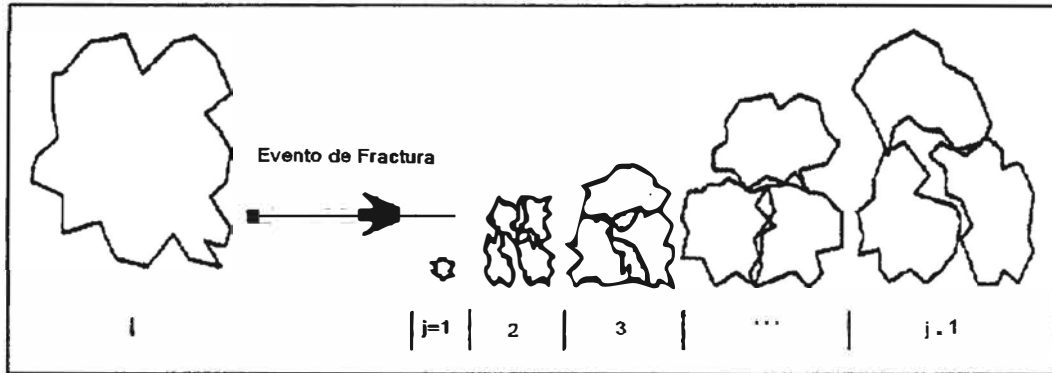 Evento de Fractura
j=1 | 2 | 3 | ... | j . 1